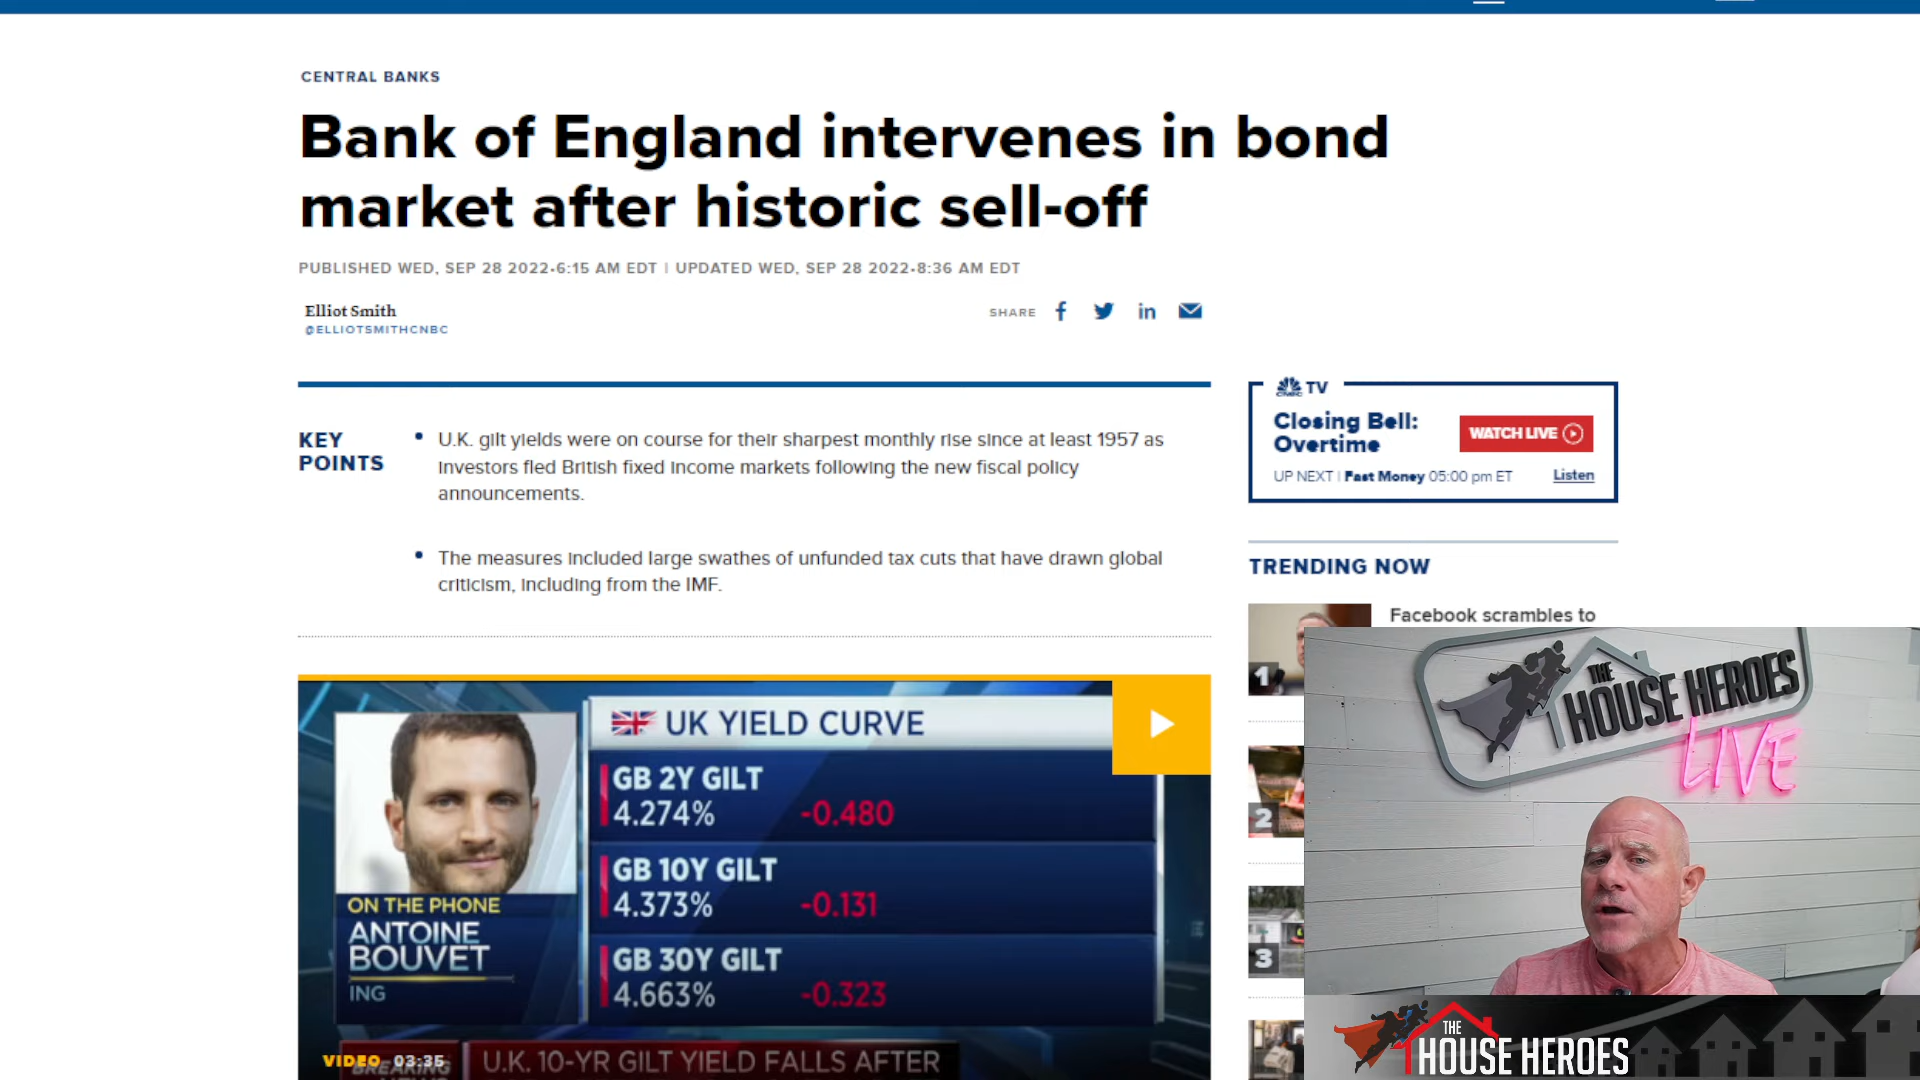 CENTRAL BANKS
Bank of England intervenes in bond
market after historic sell-off
PUBLISHED WED, SEP 28 2022•6:15 AM EDT | UPDATED WED, SEP 28 2022•8:36 AM EDT
Elliot Smith
@ELLIOTSMITHCNBC
SHARE
KEY
POINTS
U.K. gilt yields were on course for their sharpest monthly rise since at least 1957 as
investors fled British fixed income markets following the new fiscal policy
announcements.
The measures included large swathes of unfunded tax cuts that have drawn global
criticism, including from the IMF.
CNBC TV
Closing Bell:
Overtime
WATCH LIVE
UP NEXT | Fast Money 05:00 pm ET
Listen
TRENDING NOW
1
Facebook scrambles to
2
3
UK YIELD CURVE
GB 2Y GILT
4.274% -0.480
GB 10Y GILT
4.373% -0.131
GB 30Y GILT
4.663% -0.323
ON THE PHONE
ANTOINE
BOUVET
ING
VIDEO 03:35
BREAKING
U.K. 10-YR GILT YIELD FALLS AFTER
THE
HOUSE HEROES
LIVE
THE
HOUSE HEROES